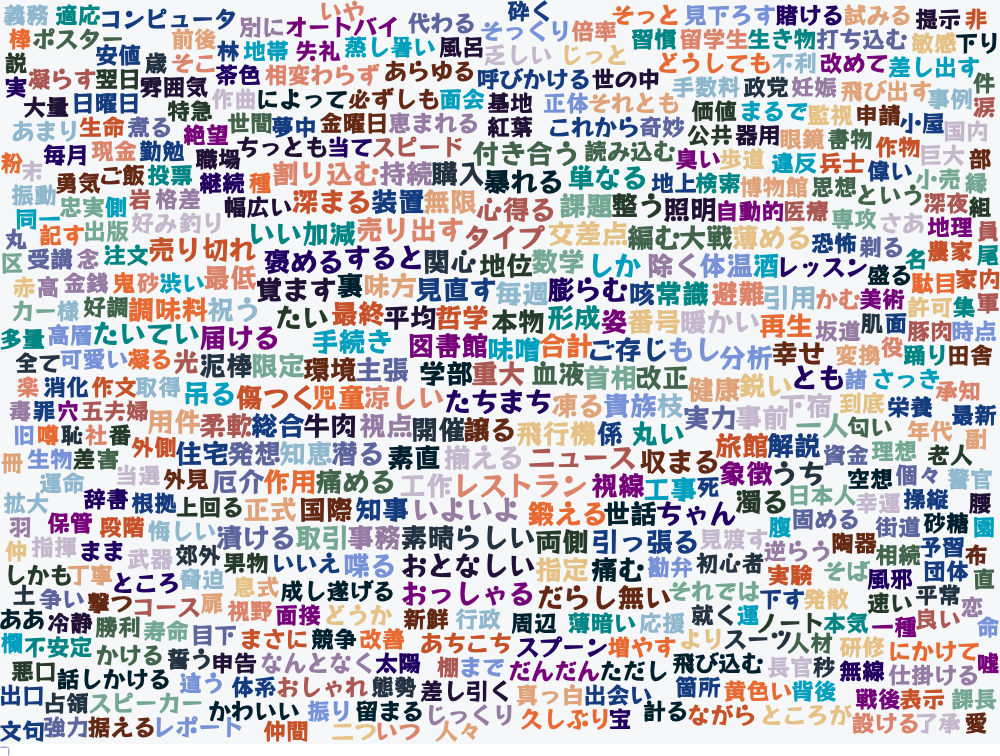 義務 適応 コンピュータ 別に いや オートバイ 代わる 砕く そっくり 倍率 そっと 見下ろす 賭ける 試みる 提示 非
棒 ポスター 安値 前後 林 地帯 失礼 蒸し暑い 風呂 乏しい じっと 習慣 留学生 生き物 打ち込む 敏感 下り
説 歳 そこ 茶色 相変わらず あらゆる 呼びかける 世の中 どうしても 不利 改めて 差し出す
実 凝らす 翌日 雰囲気 手数料 政党 妊娠 飛び出す 事例 件
大量 日曜日 特急 作曲 によって 必ずしも 面会 基地 正体 それとも 価値 まるで 監視 申請 小屋 涙
あまり 生命 煮る 絶望 世間 夢中 金曜日 恵まれる 紅葉 これから 奇妙 公共 器用 眼鏡 書物 作物 国内
粉 末 毎月 現金 勤勉 職場 ちっとも 当て スピード 付き合う 読み込む 臭い 歩道 違反 兵士 偉い 巨大 部
振動 勇気 ご飯 投票 継続 種 割り込む 持続 購入 暴れる 単なる 地上 検索 博物館 思想 という 小売 緑
同一 忠実 側 岩 格差 幅広い 深まる 装置 無限 心得る 課題 整う 照明 自動的 医療 専攻 さあ 深夜 組
丸 記す 出版 好み 釣り いい加減 売り出す タイプ 交差点 編む 大戦 薄める 恐怖 剃る 地理 員
区 受講 念 注文 売り切れ 褒める すると 関心 地位 数学 しか 除く 体温 酒 レッスン 盛る 名 農家 尾
赤 高 金銭 鬼 砂 渋い 最低 覚ます 裏 味方 見直す 毎週 膨らむ 咳 常識 避難 引用 かむ 美術 駄目 家内
カー 様 好調 調味料 祝う たい 最終 平均 哲学 本物 形成 姿 番号 暖かい 再生 坂道 肌 面 許可 集 軍
多量 高層 たいてい 届ける 手続き 図書館 味噌 合計 ご存じ もし 分析 幸せ 変換 役 豚肉 時点
全て 可愛い 凝る 光 泥棒 限定 環境 主張 学部 重大 血液 首相 改正 踊り 田舎
楽 消化 作文 取得 吊る 傷つく 児童 涼しい たちまち 凍る 貴族 枝 健康 鋭い とも 諸 さっき 承知
毒 罪 穴 五 夫婦 用件 柔軟 総合 牛肉 視点 開催 譲る 飛行機 係 丸い 実力 事前 下宿 一人 到底 匂い 栄養 最新
旧 噂 恥 社 番 外側 住宅 発想 知恵 潜る 素直 揃える ニュース 収まる 旅館 解説 資金 理想 年代 副
冊 生物 差害 運命 当選 外見 厄介 作用 痛める 工作 レストラン 視線 工事 死 象徴 うち 空想 個々 老人 警官
拡大 辞書 根拠 上回る 正式 国際 知事 いよいよ 鍛える 世話 ちゃん 濁る 日本人 幸運 操縦 腰
羽 保管 段階 悔しい 漬ける 取引 事務 素晴らしい 両側 引っ張る 見渡す 腹 固める 街道 砂糖 園
仲 指揮 まま 武器 郊外 果物 いいえ 喋る おとなしい 指定 痛む 勘弁 初心者 逆らう 陶器 相続 予習 布
しかも 丁寧 ところ 脅迫 息式 成し遂げる おっしゃる だらし無い それでは 実験 そば 風邪 団体 直
土 争い 撃つ コース 扉 視野 面接 どうか 新鮮 行政 周辺 薄暗い 応援 就く 運 下す 発散 速い 平常 恋
ああ 冷静 勝利 寿命 目下 まさに 競争 改善 あちこち スプーン 増やす より スーツ ノート 本気 一種 良い 命
欄 不安定 かける 誓う 申告 なんとなく 太陽 棚 まで だんだん ただし 飛び込む 人材 長官 秒 研修 無線 にかけて 嘘
悪口 話しかける 違う 体系 おしゃれ 態勢 差し引く 真っ白 出会い 箇所 黄色い 背後 仕掛ける
出口 占領 スピーカー かわいい 振り 留まる じっくり 久しぶり 宝 計る ながら ところが 戦後 表示 課長
文句 強力 据える レポート 仲間 二つ いつ 人々 設ける 了承 愛